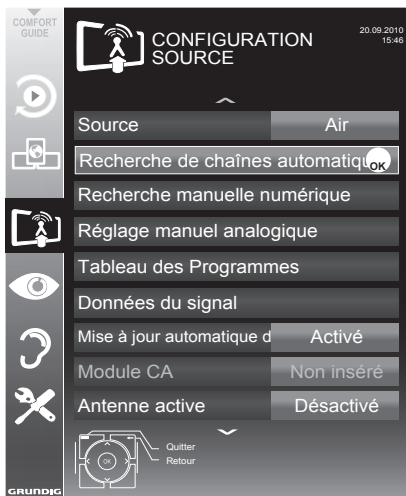 COMFORT
GUIDE
CONFIGURATION
SOURCE
20.09.2010
15:46
Source Air
Recherche de chaînes automatiqu OK
Recherche manuelle numérique
Réglage manuel analogique
Tableau des Programmes
Données du signal
Mise à jour automatique d Activé
Module CA Non inséré
Antenne active Désactivé
OK
Quitter
Retour
GRUNDIG